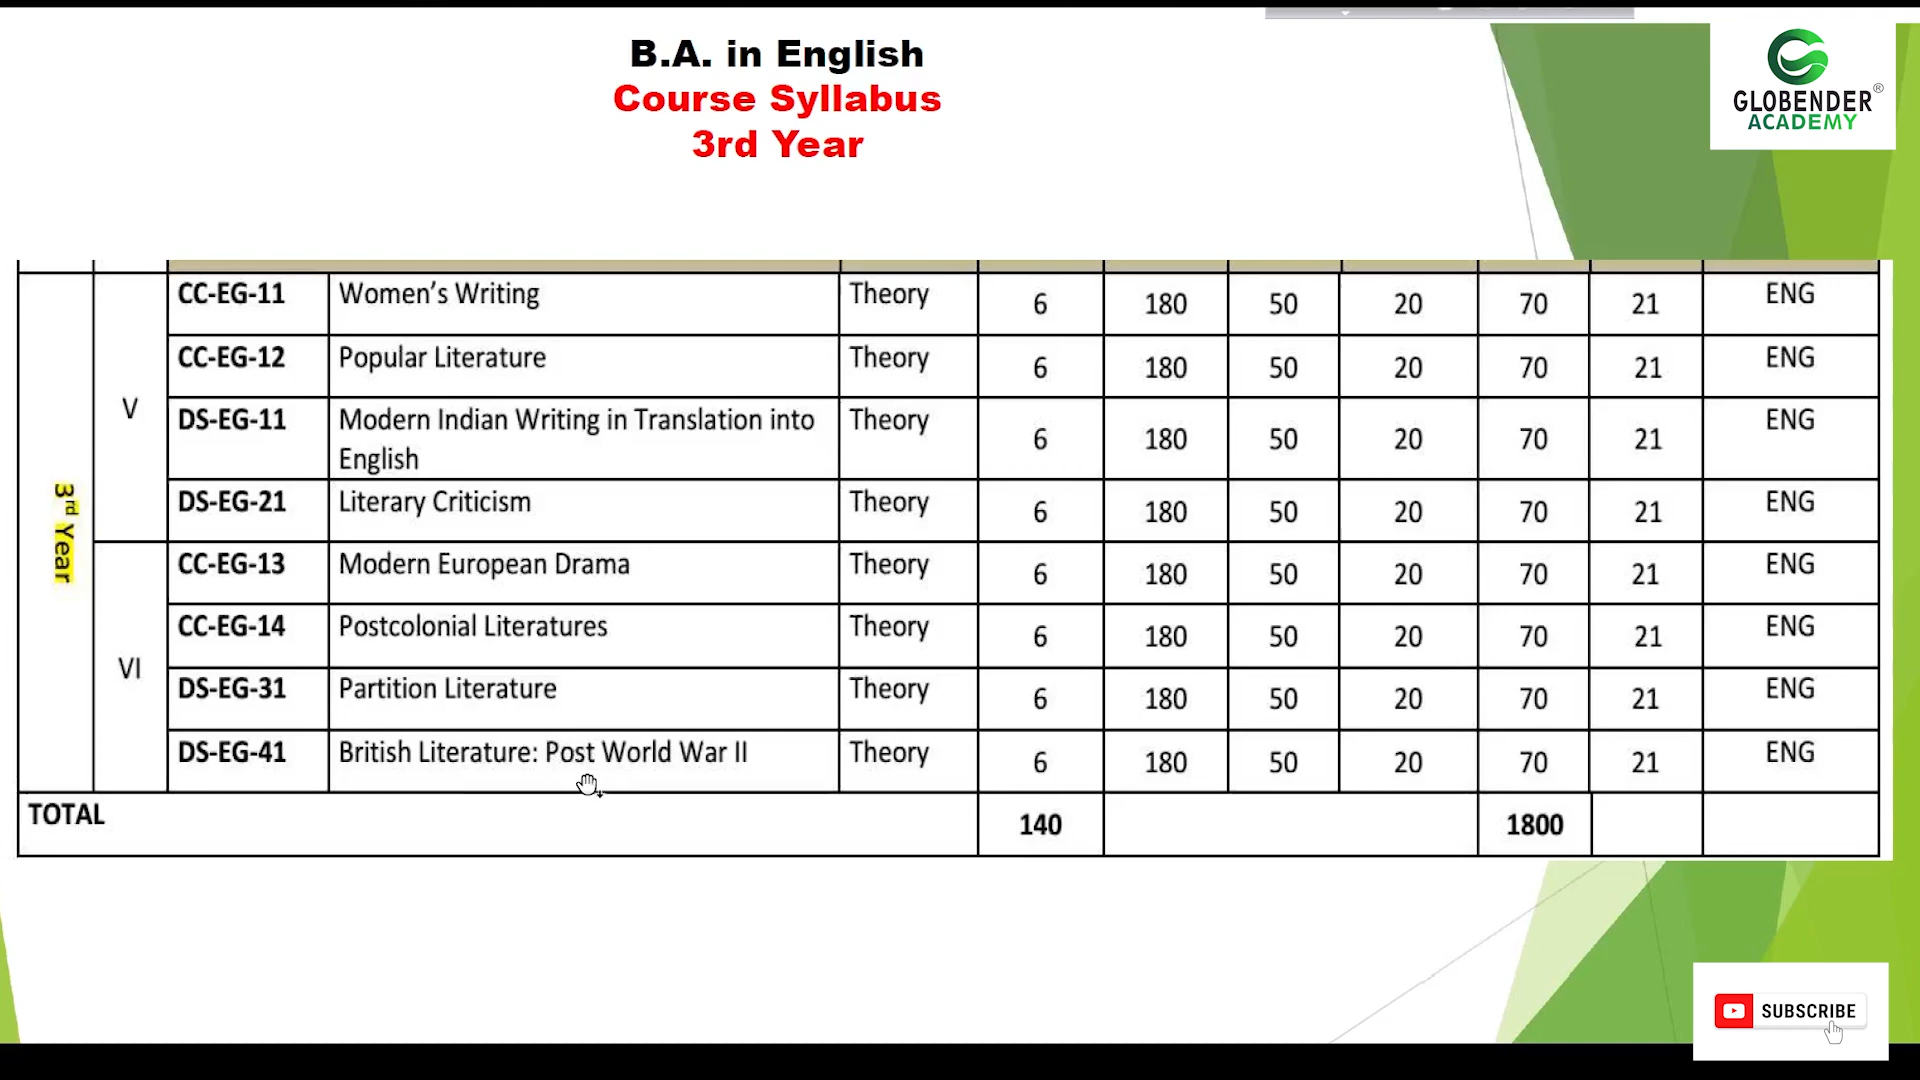 B.A. in English
Course Syllabus
3rd Year
GLOBENDER®
ACADEMY
3rd Year
V
CC-EG-11 Women’s Writing Theory 6 180 50 20 70 21 ENG
CC-EG-12 Popular Literature Theory 6 180 50 20 70 21 ENG
DS-EG-11 Modern Indian Writing in Translation into Theory 6 180 50 20 70 21 ENG
English
DS-EG-21 Literary Criticism Theory 6 180 50 20 70 21 ENG
VI
CC-EG-13 Modern European Drama Theory 6 180 50 20 70 21 ENG
CC-EG-14 Postcolonial Literatures Theory 6 180 50 20 70 21 ENG
DS-EG-31 Partition Literature Theory 6 180 50 20 70 21 ENG
DS-EG-41 British Literature: Post World War II Theory 6 180 50 20 70 21 ENG
TOTAL 140 1800
SUBSCRIBE